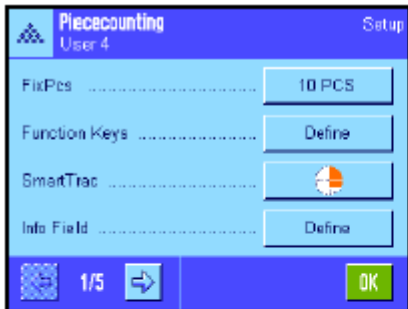 Piececounting
Setup
User 4
FixPcs ........................................ 10 PCS
Function Keys ............................ Define
SmartTrac ...................................
Info Field ..................................... Define
1/5
OK